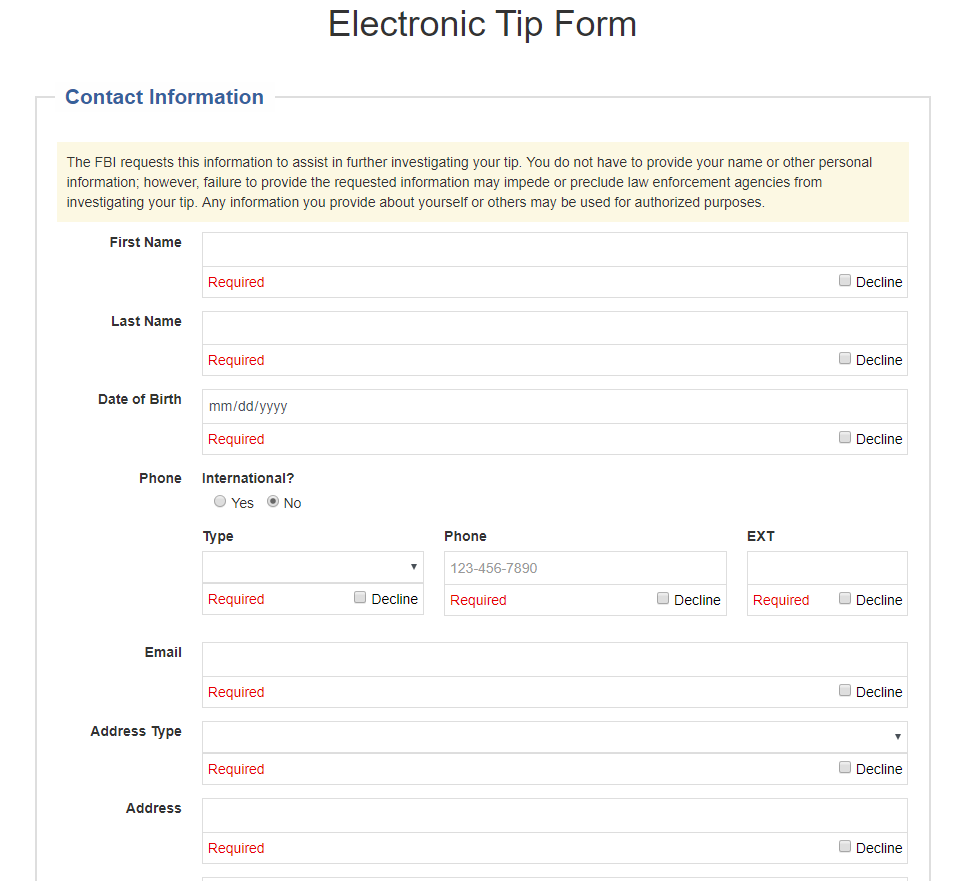 Electronic Tip Form
Contact Information
The FBI requests this information to assist in further investigating your tip. You do not have to provide your name or other personal
information; however, failure to provide the requested information may impede or preclude law enforcement agencies from
investigating your tip. Any information you provide about yourself or others may be used for authorized purposes.
First Name
Required Decline
Last Name
Required Decline
Date of Birth mm/dd/yyyy
Required Decline
Phone International?
Yes No
Type Phone EXT
123-456-7890
Required Decline Required Decline Required Decline
Email
Required Decline
Address Type
Required Decline
Address
Required Decline